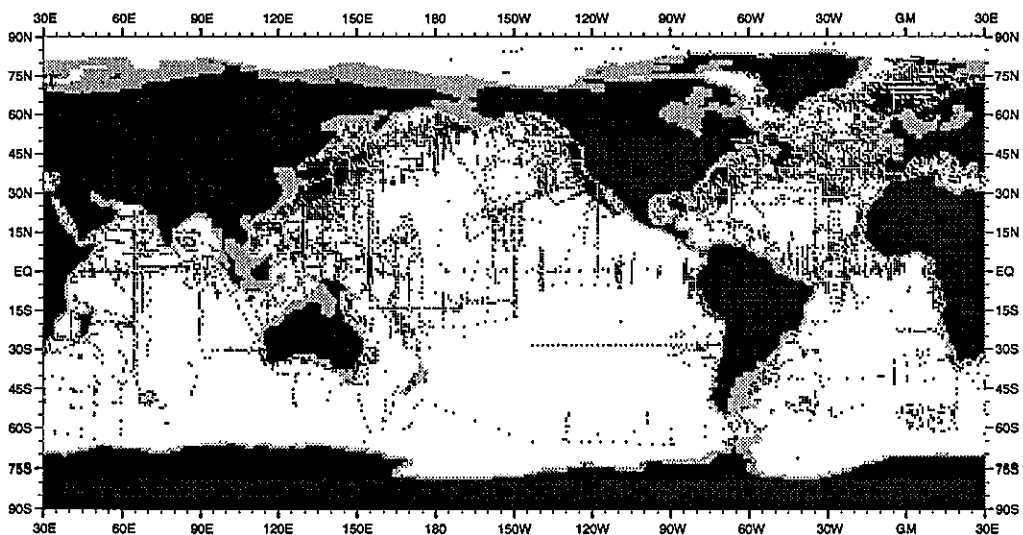 30E 60E 90E 120E 150E 180 150W 120W 90W 60W 30W GM 30E
90N 90N
75N 75N
60N 60N
45N 45N
30N 30N
15N 15N
EQ EQ
15S 15S
30S 30S
45S 45S
60S 60S
75S 75S
90S 90S
30E 60E 90E 120E 150E 180 150W 120W 90W 60W 30W GM 30E